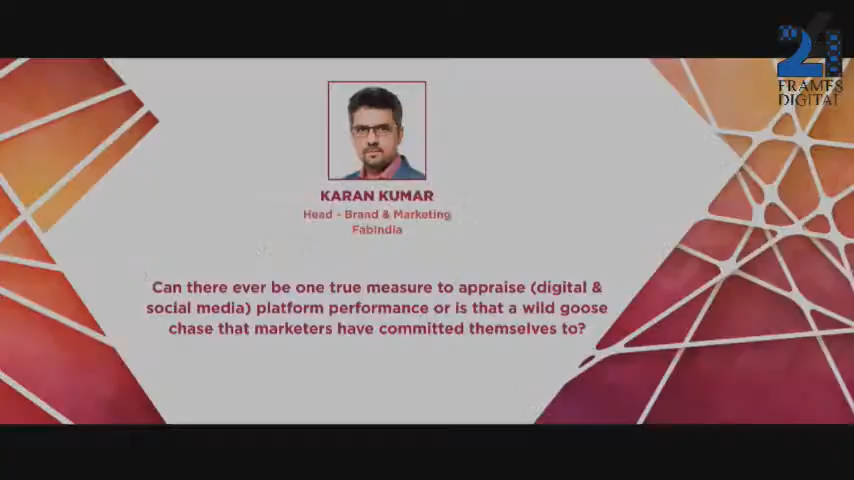 21
FRAMES
DIGITAL
KARAN KUMAR
Head - Brand & Marketing
FabIndia
Can there ever be one true measure to appraise (digital &
social media) platform performance or is that a wild goose
chase that marketers have committed themselves to?